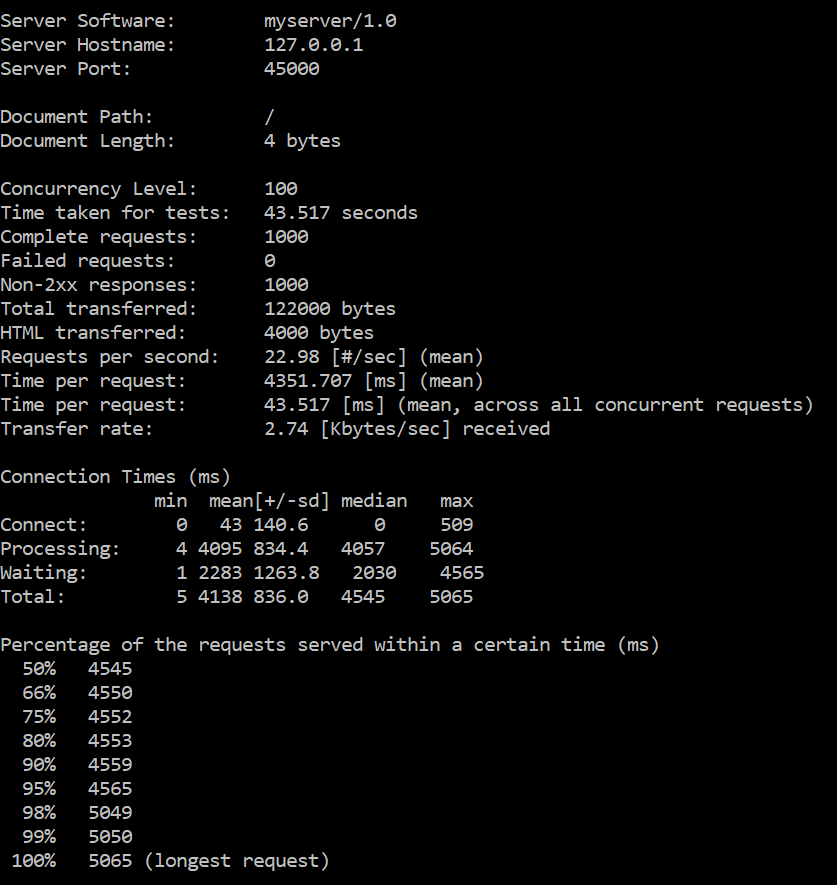 Server Software:        myserver/1.0
Server Hostname:        127.0.0.1
Server Port:            45000

Document Path:          /
Document Length:        4 bytes

Concurrency Level:      100
Time taken for tests:   43.517 seconds
Complete requests:      1000
Failed requests:        0
Non-2xx responses:      1000
Total transferred:      122000 bytes
HTML transferred:       4000 bytes
Requests per second:    22.98 [#/sec] (mean)
Time per request:       4351.707 [ms] (mean)
Time per request:       43.517 [ms] (mean, across all concurrent requests)
Transfer rate:          2.74 [Kbytes/sec] received

Connection Times (ms)
              min  mean[+/-sd] median   max
Connect:        0   43 140.6      0     509
Processing:     4 4095 834.4   4057    5064
Waiting:        1 2283 1263.8   2030    4565
Total:          5 4138 836.0   4545    5065

Percentage of the requests served within a certain time (ms)
  50%   4545
  66%   4550
  75%   4552
  80%   4553
  90%   4559
  95%   4565
  98%   5049
  99%   5050
 100%   5065 (longest request)